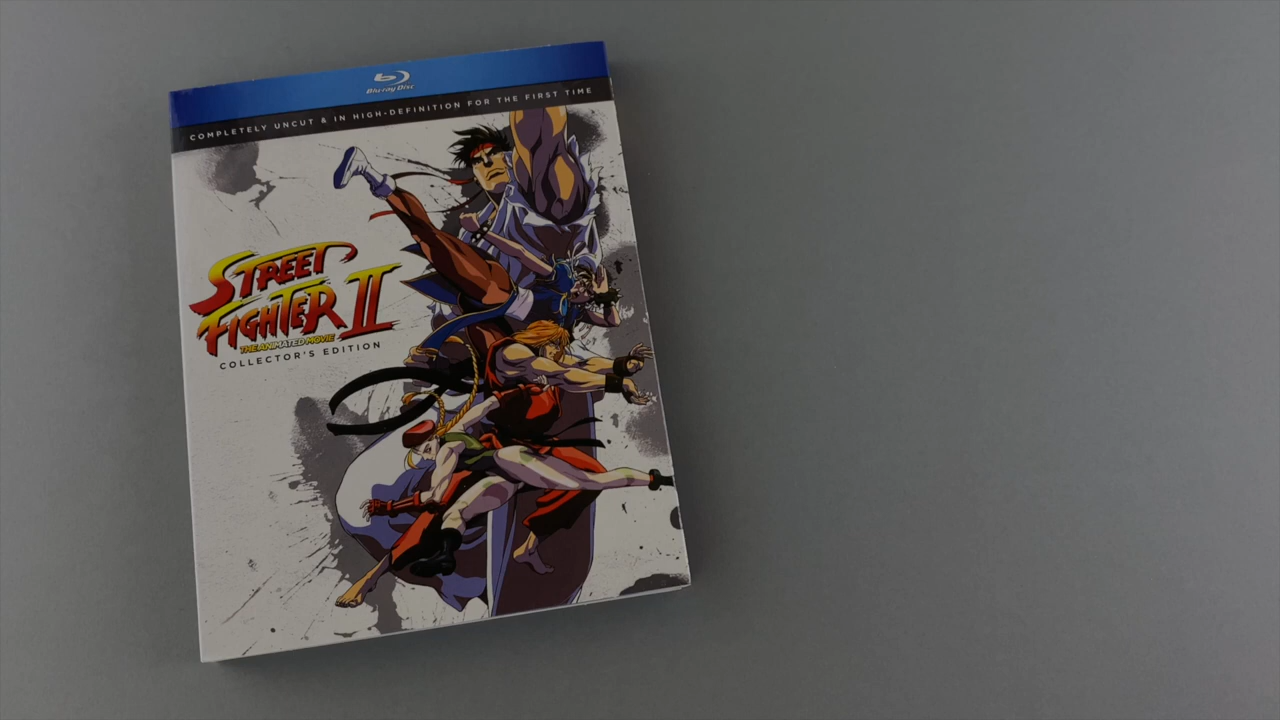 Blu-ray Disc
COMPLETELY UNCUT & IN HIGH-DEFINITION FOR THE FIRST TIME
STREET
FIGHTER II
THE ANIMATED MOVIE
COLLECTOR'S EDITION